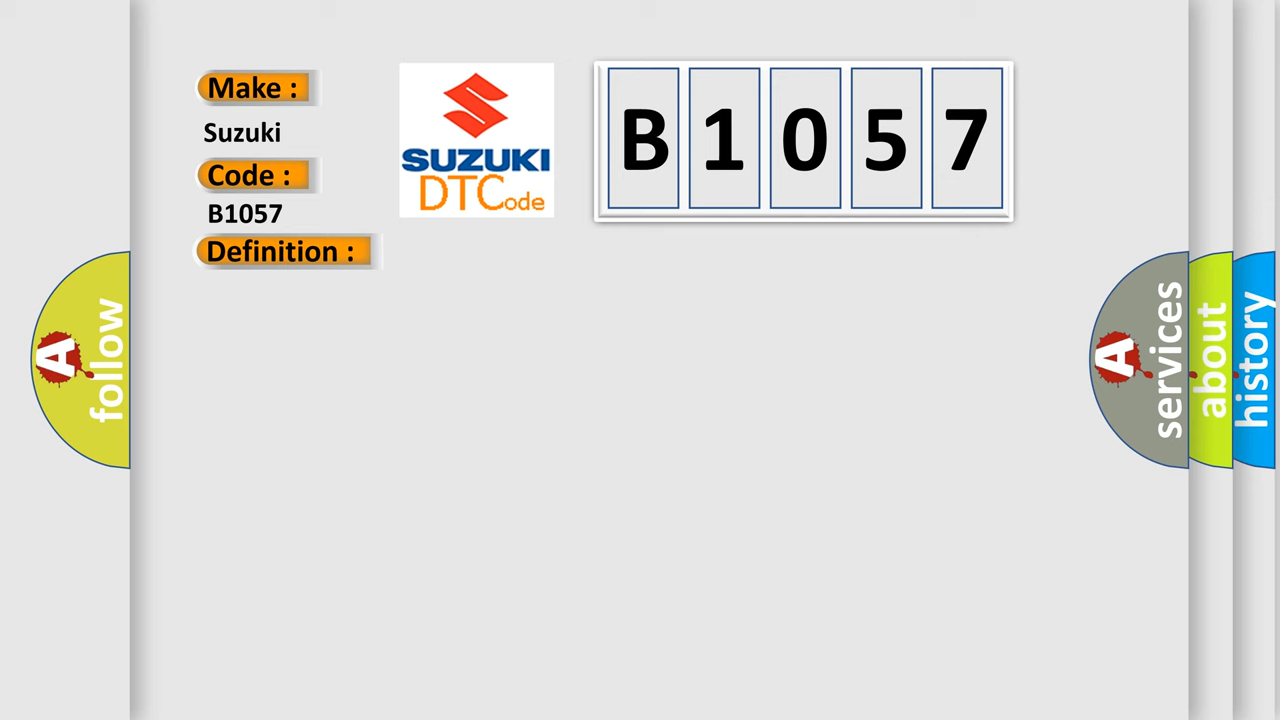 Make :
Suzuki
Code :
B1057
Definition :
SUZUKI
DTCode
B 1 0 5 7
A follow
A services
about
history